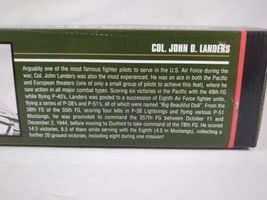 COL. JOHN D. LANDERS
Arguably one of the most famous fighter pilots to serve in the U.S. Air Force during the
war, Col. John Landers was also the most experienced. He was an ace in both the Pacific
and European theaters (one of only a small group of pilots to achieve this feat), where he
saw action in all major combat types. Scoring six victories in the Pacific with the 49th FG
while flying P-40's, Landers was posted to a succession of Eighth Air Force fighter units,
flying a series of P-38's and P-51's, all of which were named "Big Beautiful Doll". From the
38th FS of the 55th FG, scoring four kills in P-38 Lightnings and flying various P-51
Mustangs, he was promoted to command the 357th FG between October 11 and
December 2, 1944, before moving to Duxford to take command of the 78th FG. He scored
14.5 victories, 8.5 of them while serving with the Eighth (4.5 in Mustangs), collecting a
further 20 ground victories, including eight during one mission!